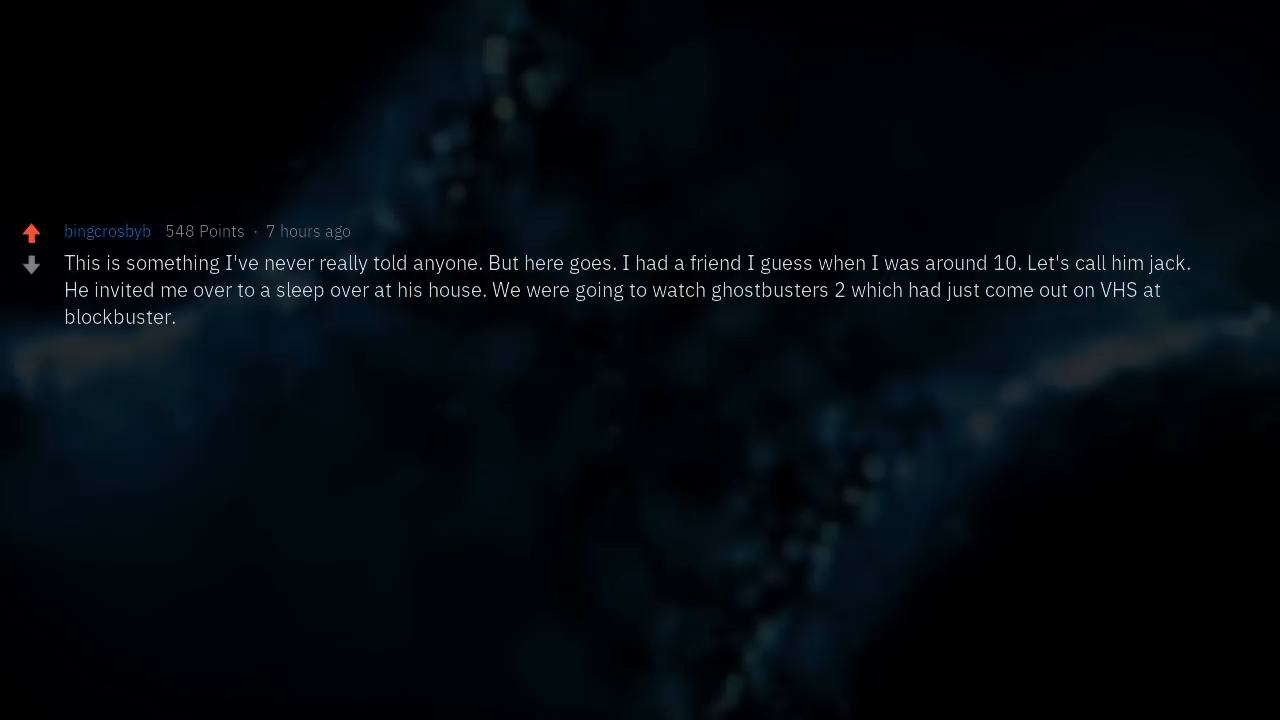 bingcrosbyb 548 Points · 7 hours ago
This is something I've never really told anyone. But here goes. I had a friend I guess when I was around 10. Let's call him jack.
He invited me over to a sleep over at his house. We were going to watch ghostbusters 2 which had just come out on VHS at
blockbuster.